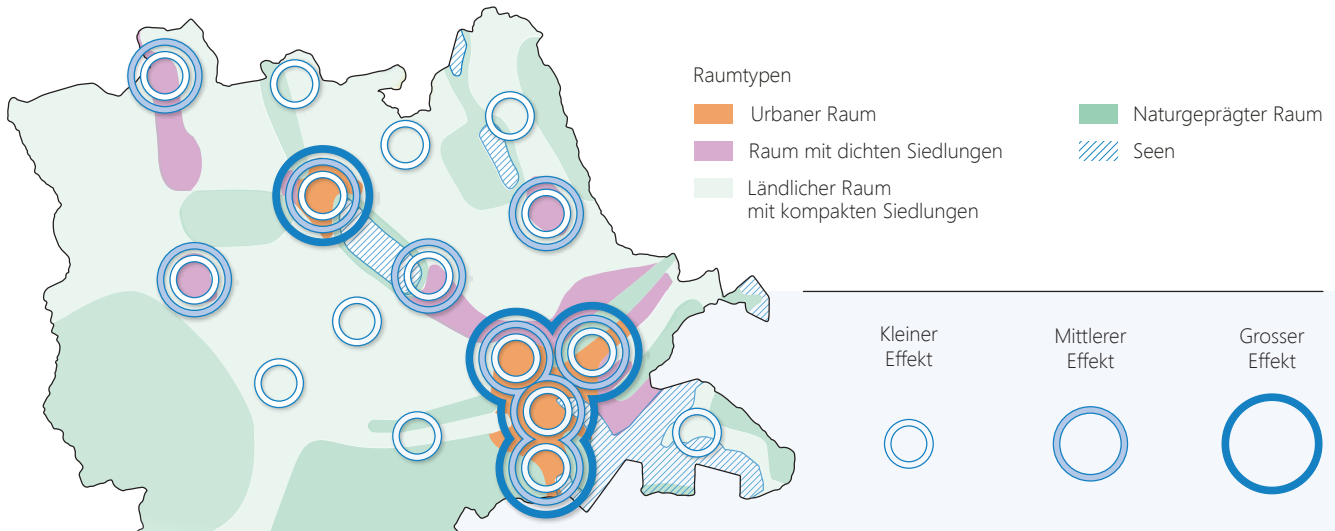 Raumtypen
Urbaner Raum
Raum mit dichten Siedlungen
Ländlicher Raum
mit kompakten Siedlungen
Naturgeprägter Raum
Seen
Kleiner
Effekt
Mittlerer
Effekt
Grosser
Effekt